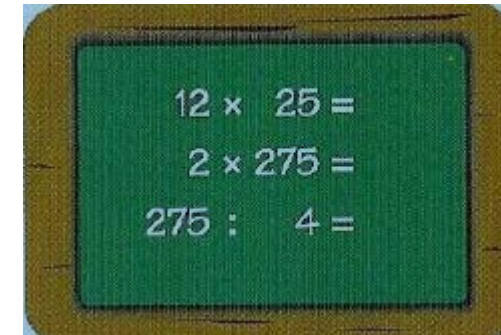 12 × 25 =
2 × 275 =
275 : 4 =